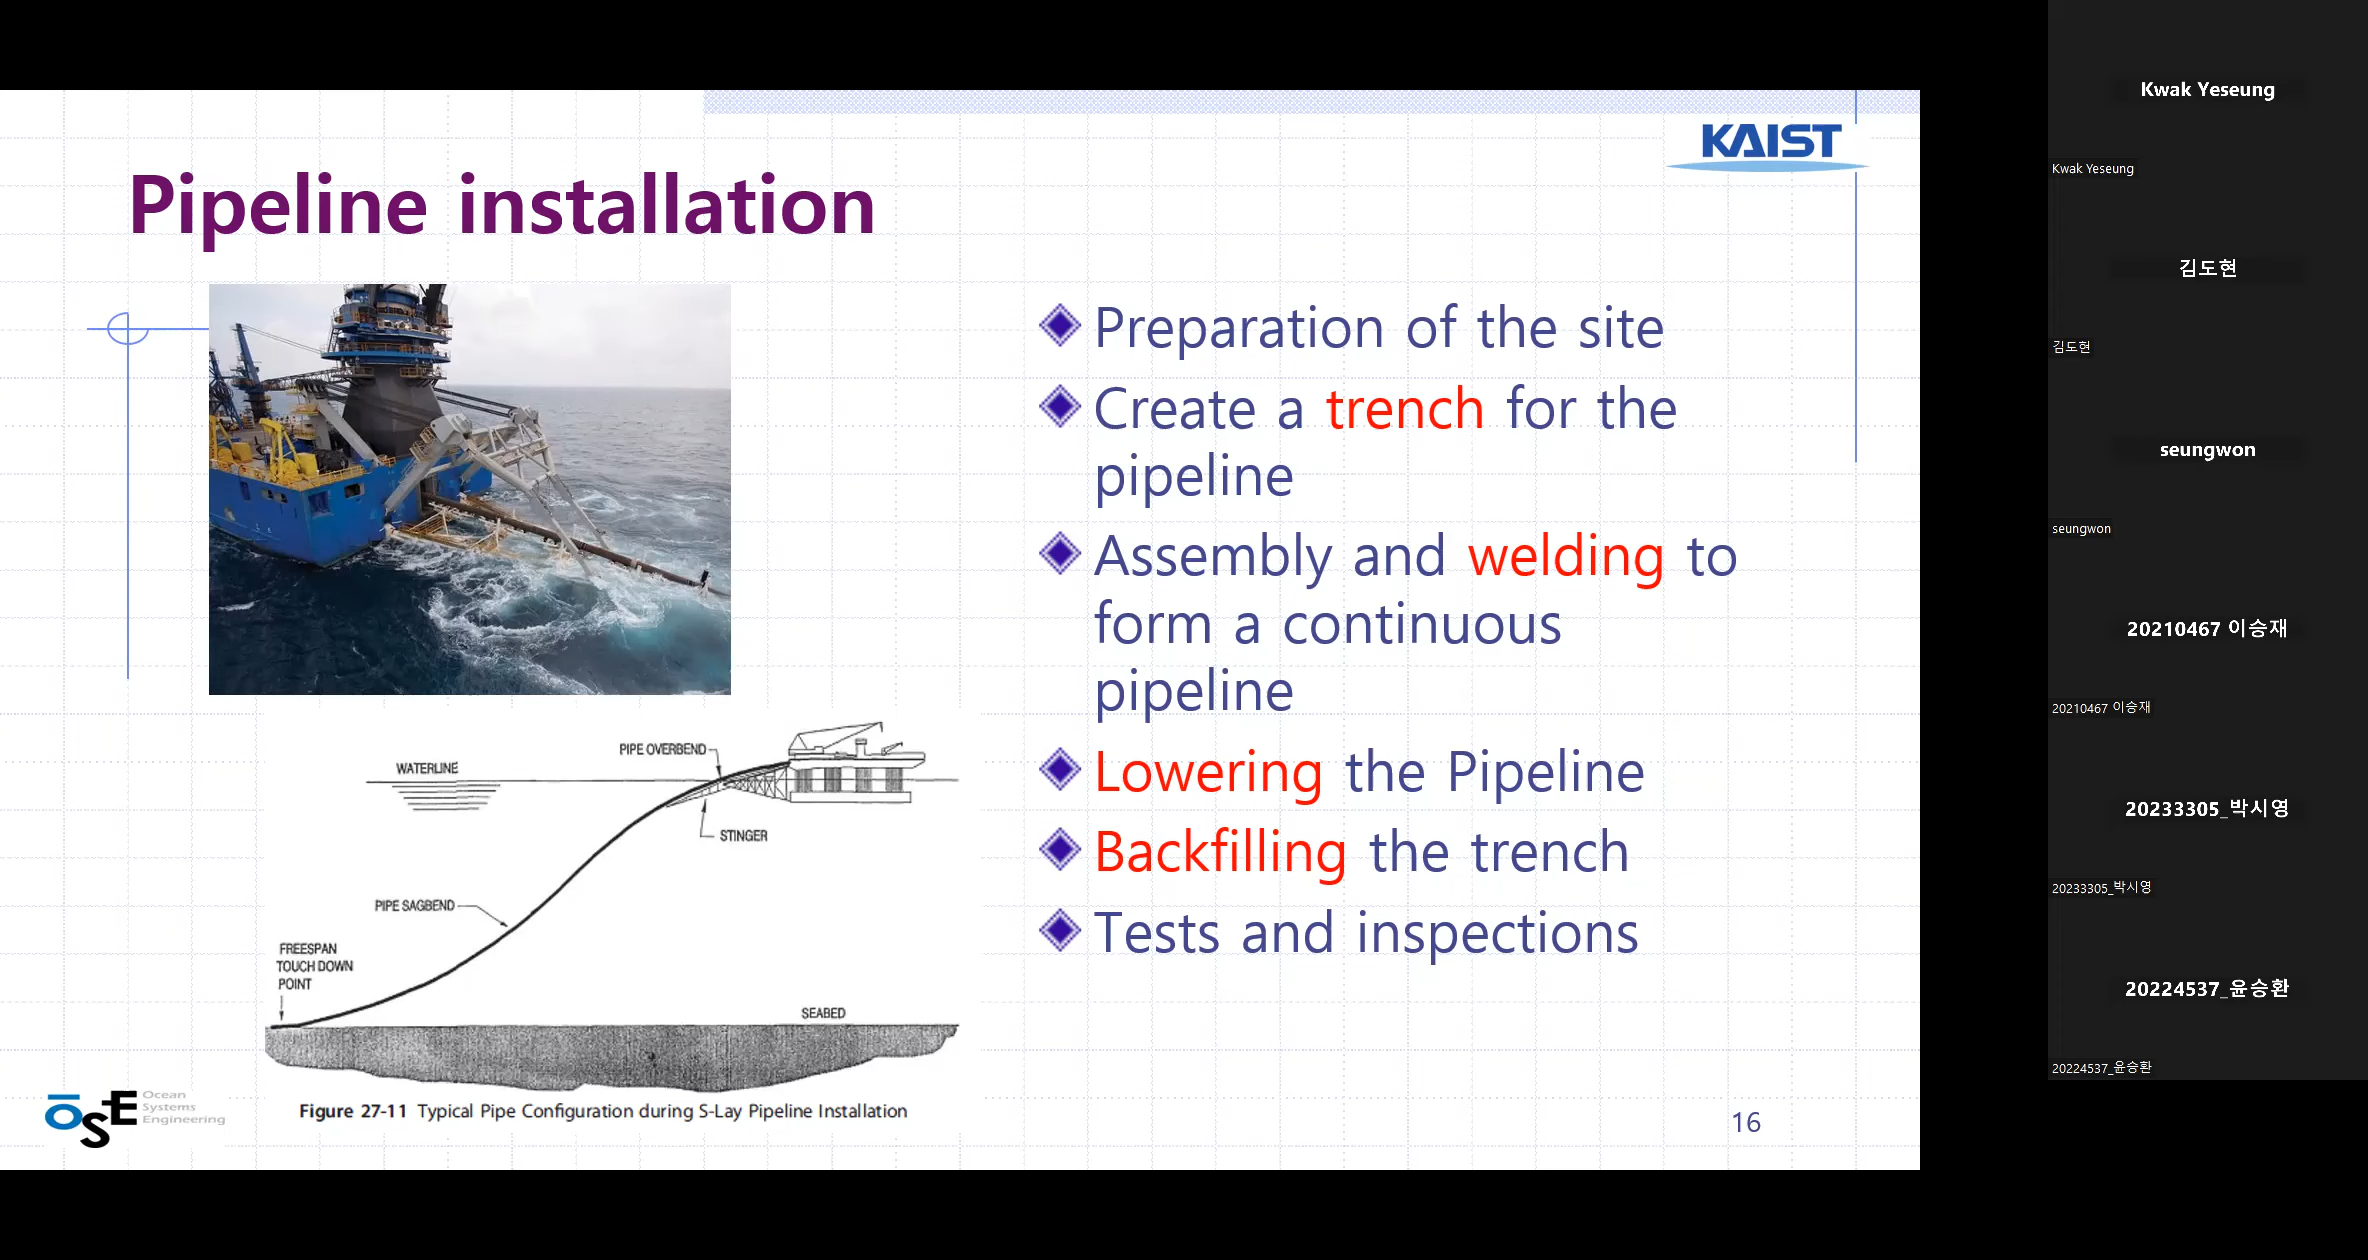 KAIST
Pipeline installation
Preparation of the site
Create a trench for the
pipeline
Assembly and welding to
form a continuous
pipeline
Lowering the Pipeline
Backfilling the trench
Tests and inspections
PIPE OVERBEND
WATERLINE
STINGER
PIPE SAGBEND
FREESPAN
TOUCH DOWN
POINT
SEABED
Figure 27-11 Typical Pipe Configuration during S-Lay Pipeline Installation
OSE
Ocean
Systems
Engineering
16
Kwak Yeseung
Kwak Yeseung
김도현
김도현
seungwon
seungwon
20210467 이승재
20210467 이승재
20233305_박시영
20233305_박시영
20224537_윤승환
20224537_윤승환